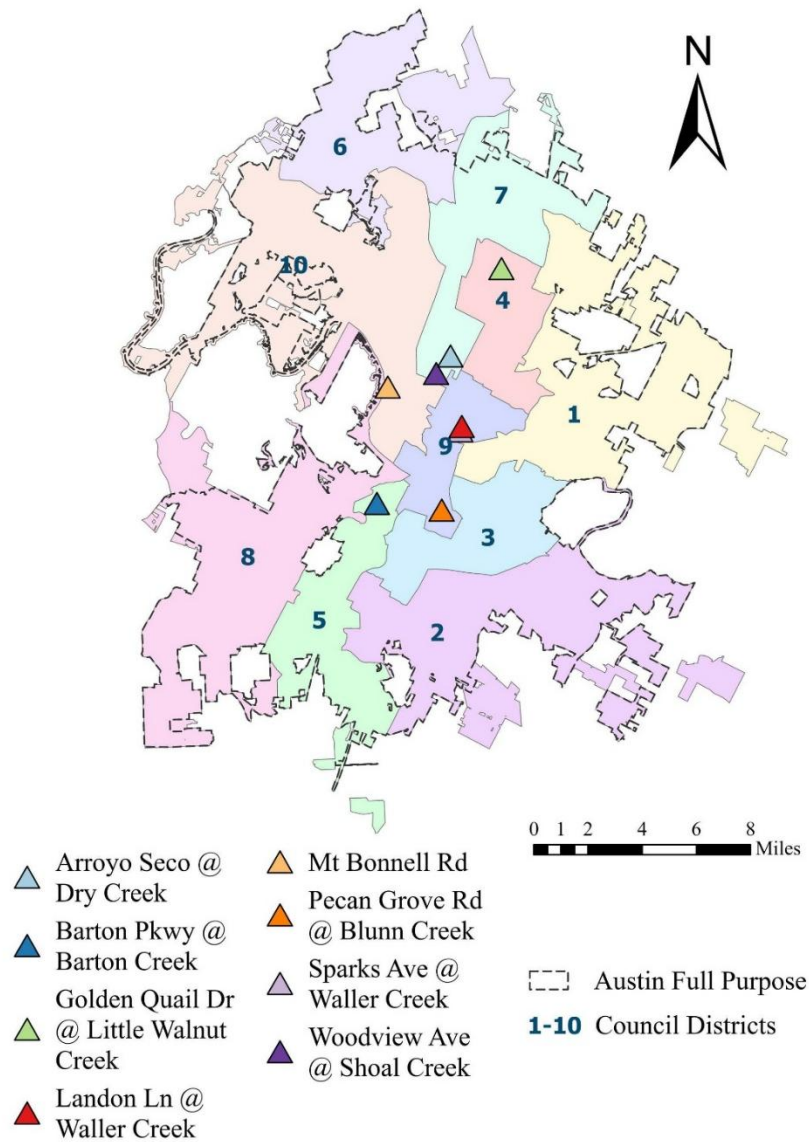 N
6
7
10
4
1
9
3
8
5
2
0 1 2 4 6 8
Miles
Arroyo Seco @
Dry Creek
Barton Pkwy @
Barton Creek
Golden Quail Dr
@ Little Walnut
Creek
Landon Ln @
Waller Creek
Mt Bonnell Rd
Pecan Grove Rd
@ Blunn Creek
Sparks Ave @
Waller Creek
Woodview Ave
@ Shoal Creek
Austin Full Purpose
1-10 Council Districts